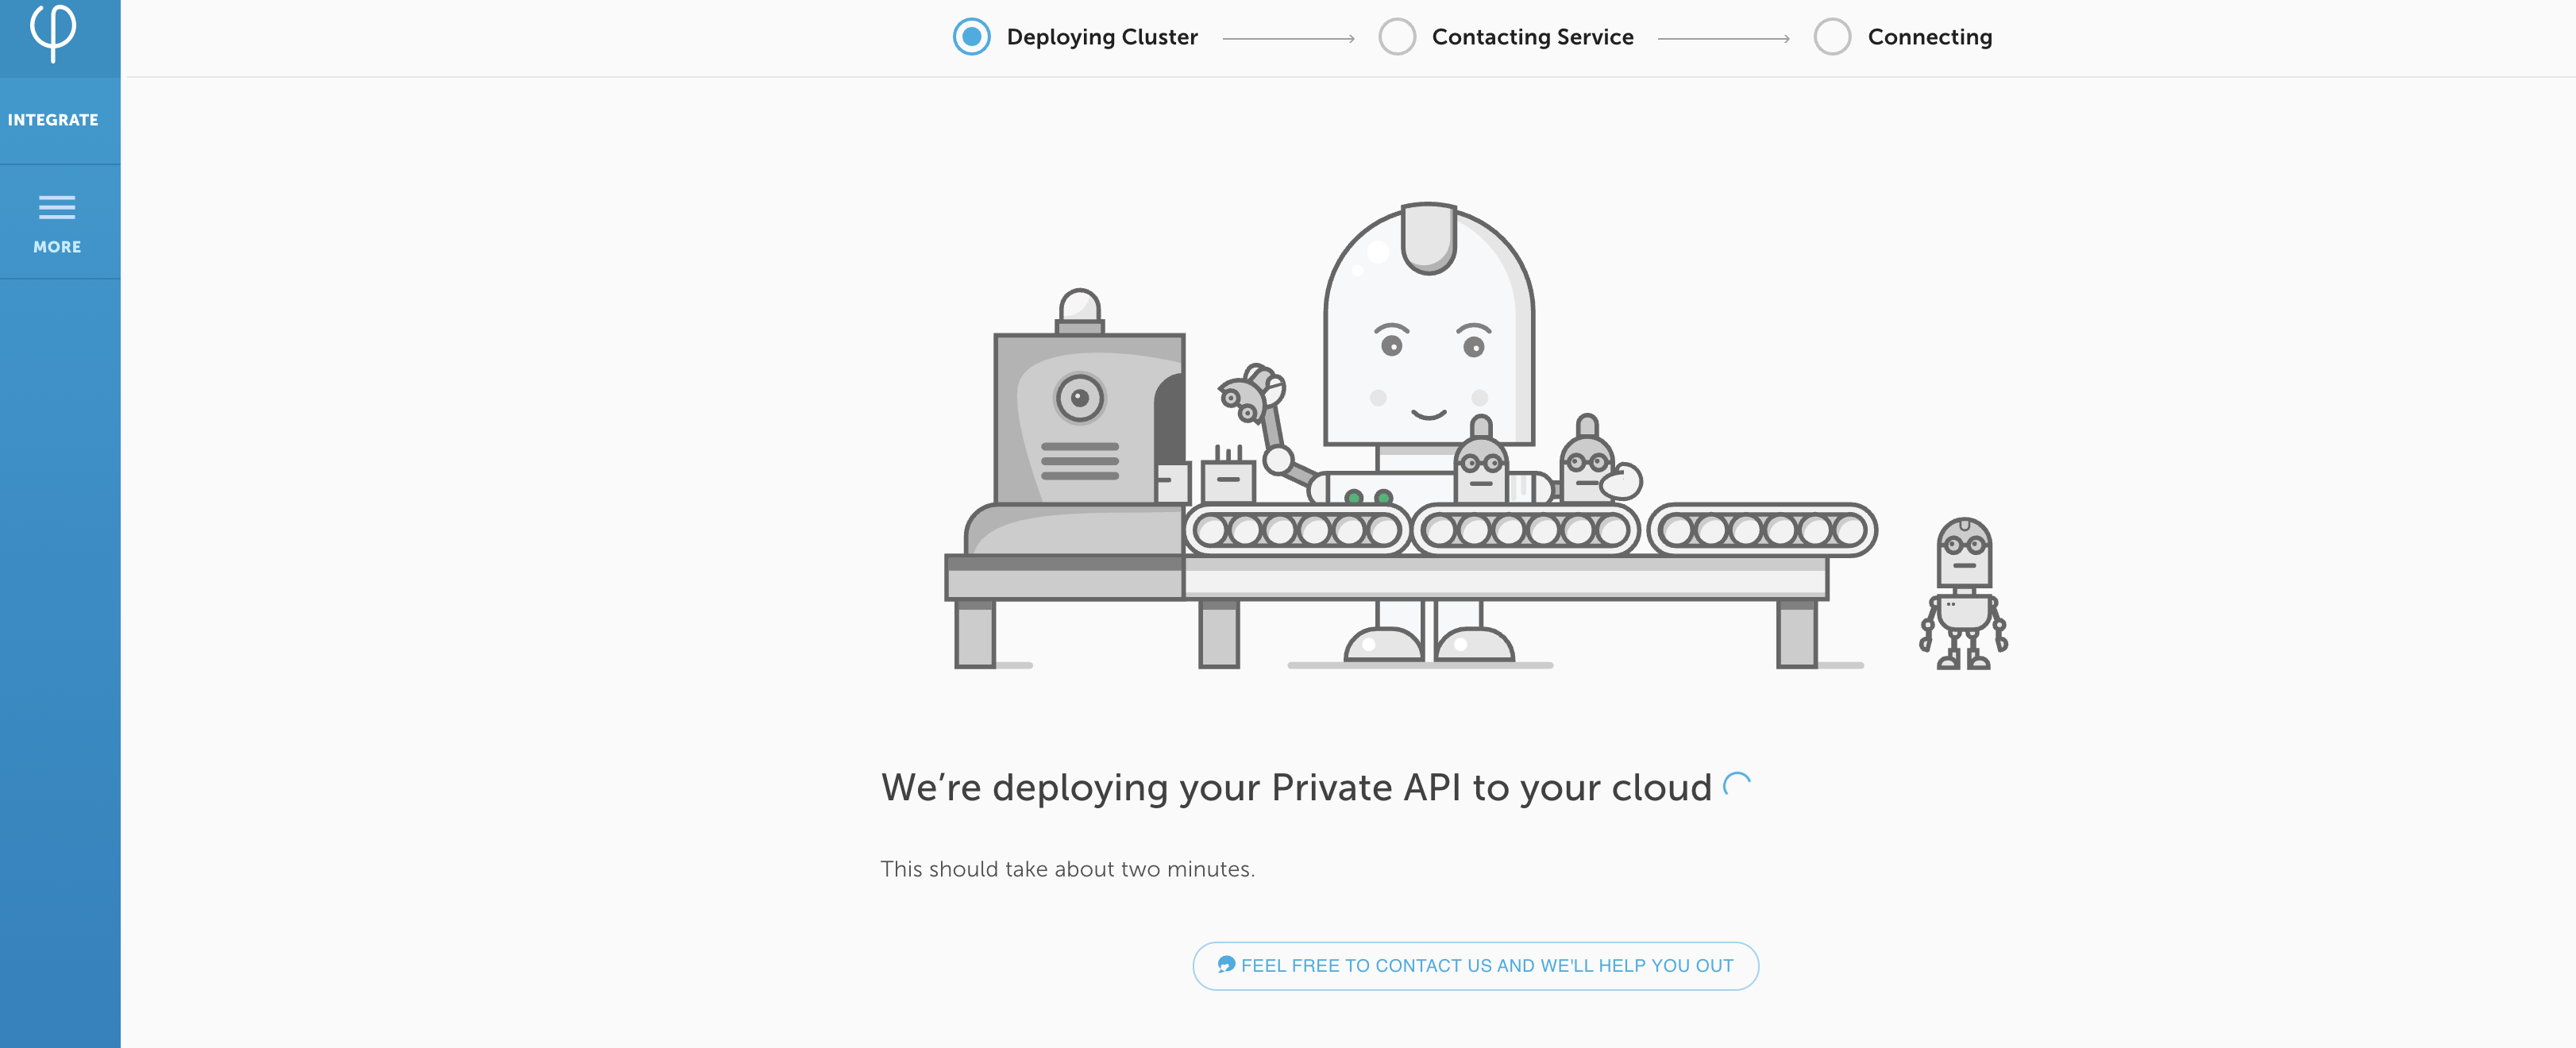 Deploying Cluster
Contacting Service
Connecting
INTEGRATE
MORE
We’re deploying your Private API to your cloud
This should take about two minutes.
FEEL FREE TO CONTACT US AND WE'LL HELP YOU OUT